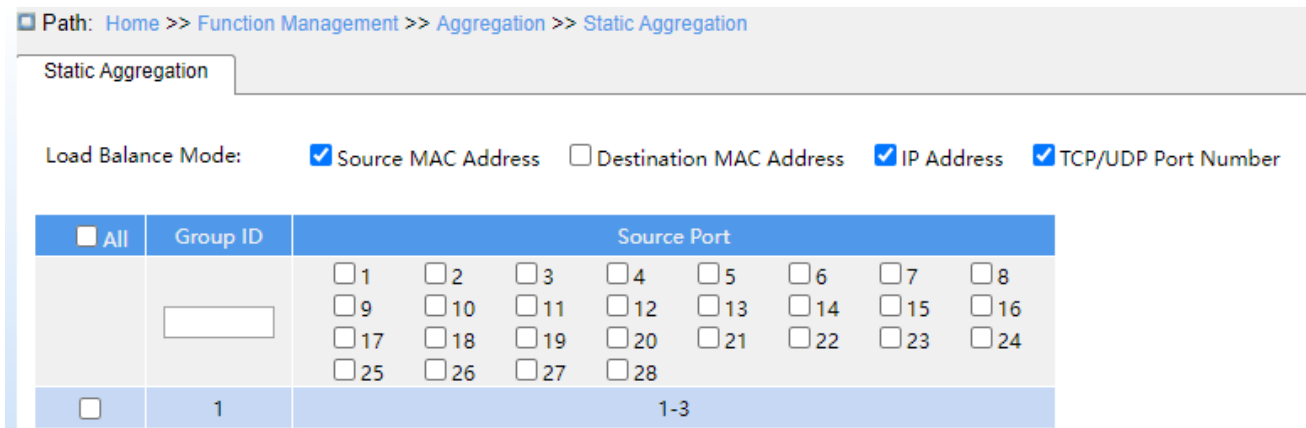 Path: Home >> Function Management >> Aggregation >> Static Aggregation
Static Aggregation
Load Balance Mode: Source MAC Address Destination MAC Address IP Address TCP/UDP Port Number
All Group ID Source Port
1 2 3 4 5 6 7 8
9 10 11 12 13 14 15 16
17 18 19 20 21 22 23 24
25 26 27 28
1 1-3